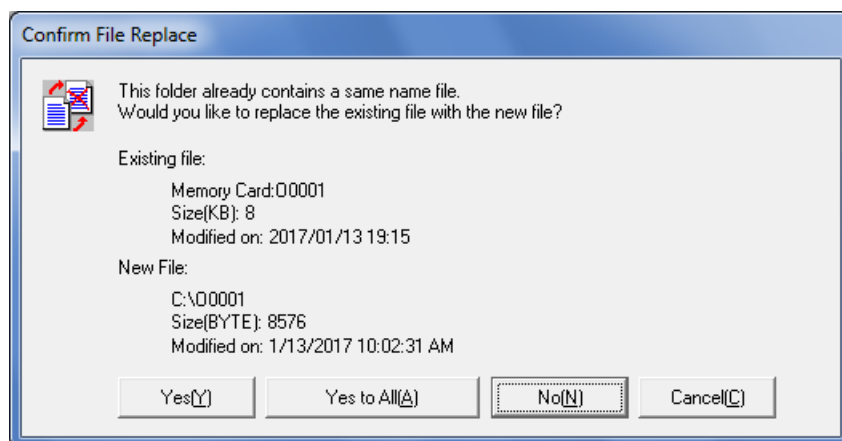 Confirm File Replace
This folder already contains a same name file.
Would you like to replace the existing file with the new file?
Existing file:
Memory Card:O0001
Size(KB): 8
Modified on: 2017/01/13 19:15
New File:
C:\O0001
Size(BYTE): 8576
Modified on: 1/13/2017 10:02:31 AM
Yes(Y) Yes to All(A) No(N) Cancel(C)